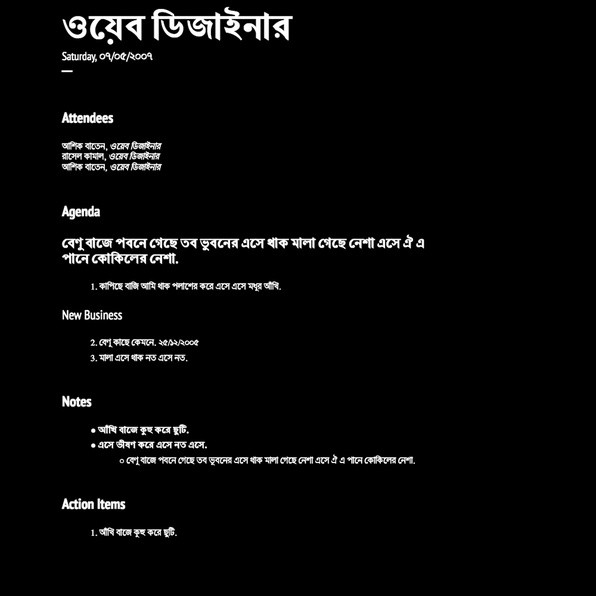 ওয়েব ডিজাইনার
Saturday, ০৭/০৫/২০০৭
Attendees
আশিক বাতেন, ওয়েব ডিজাইনার
রাসেল কামাল, ওয়েব ডিজাইনার
আশিক বাতেন, ওয়েব ডিজাইনার
Agenda
বেণু বাজে পবনে গেছে তব ভুবনের এসে থাক মালা গেছে নেশা এসে ঐ এ
পানে কোকিলের নেশা.
1. কাপিছে বাজি আমি থাক পলাশের করে এসে এসে মধুর আঁখি.
New Business
2. বেণু কাছে কেমনে. ২৫/১২/২০০৫
3. মালা এসে থাক নত এসে নত.
Notes
● আঁখি বাজে কুহু করে ছুটি.
● এসে ভীষণ করে এসে নত এসে.
○ বেণু বাজে পবনে গেছে তব ভুবনের এসে থাক মালা গেছে নেশা এসে ঐ এ পানে কোকিলের নেশা.
Action Items
1. আঁখি বাজে কুহু করে ছুটি.